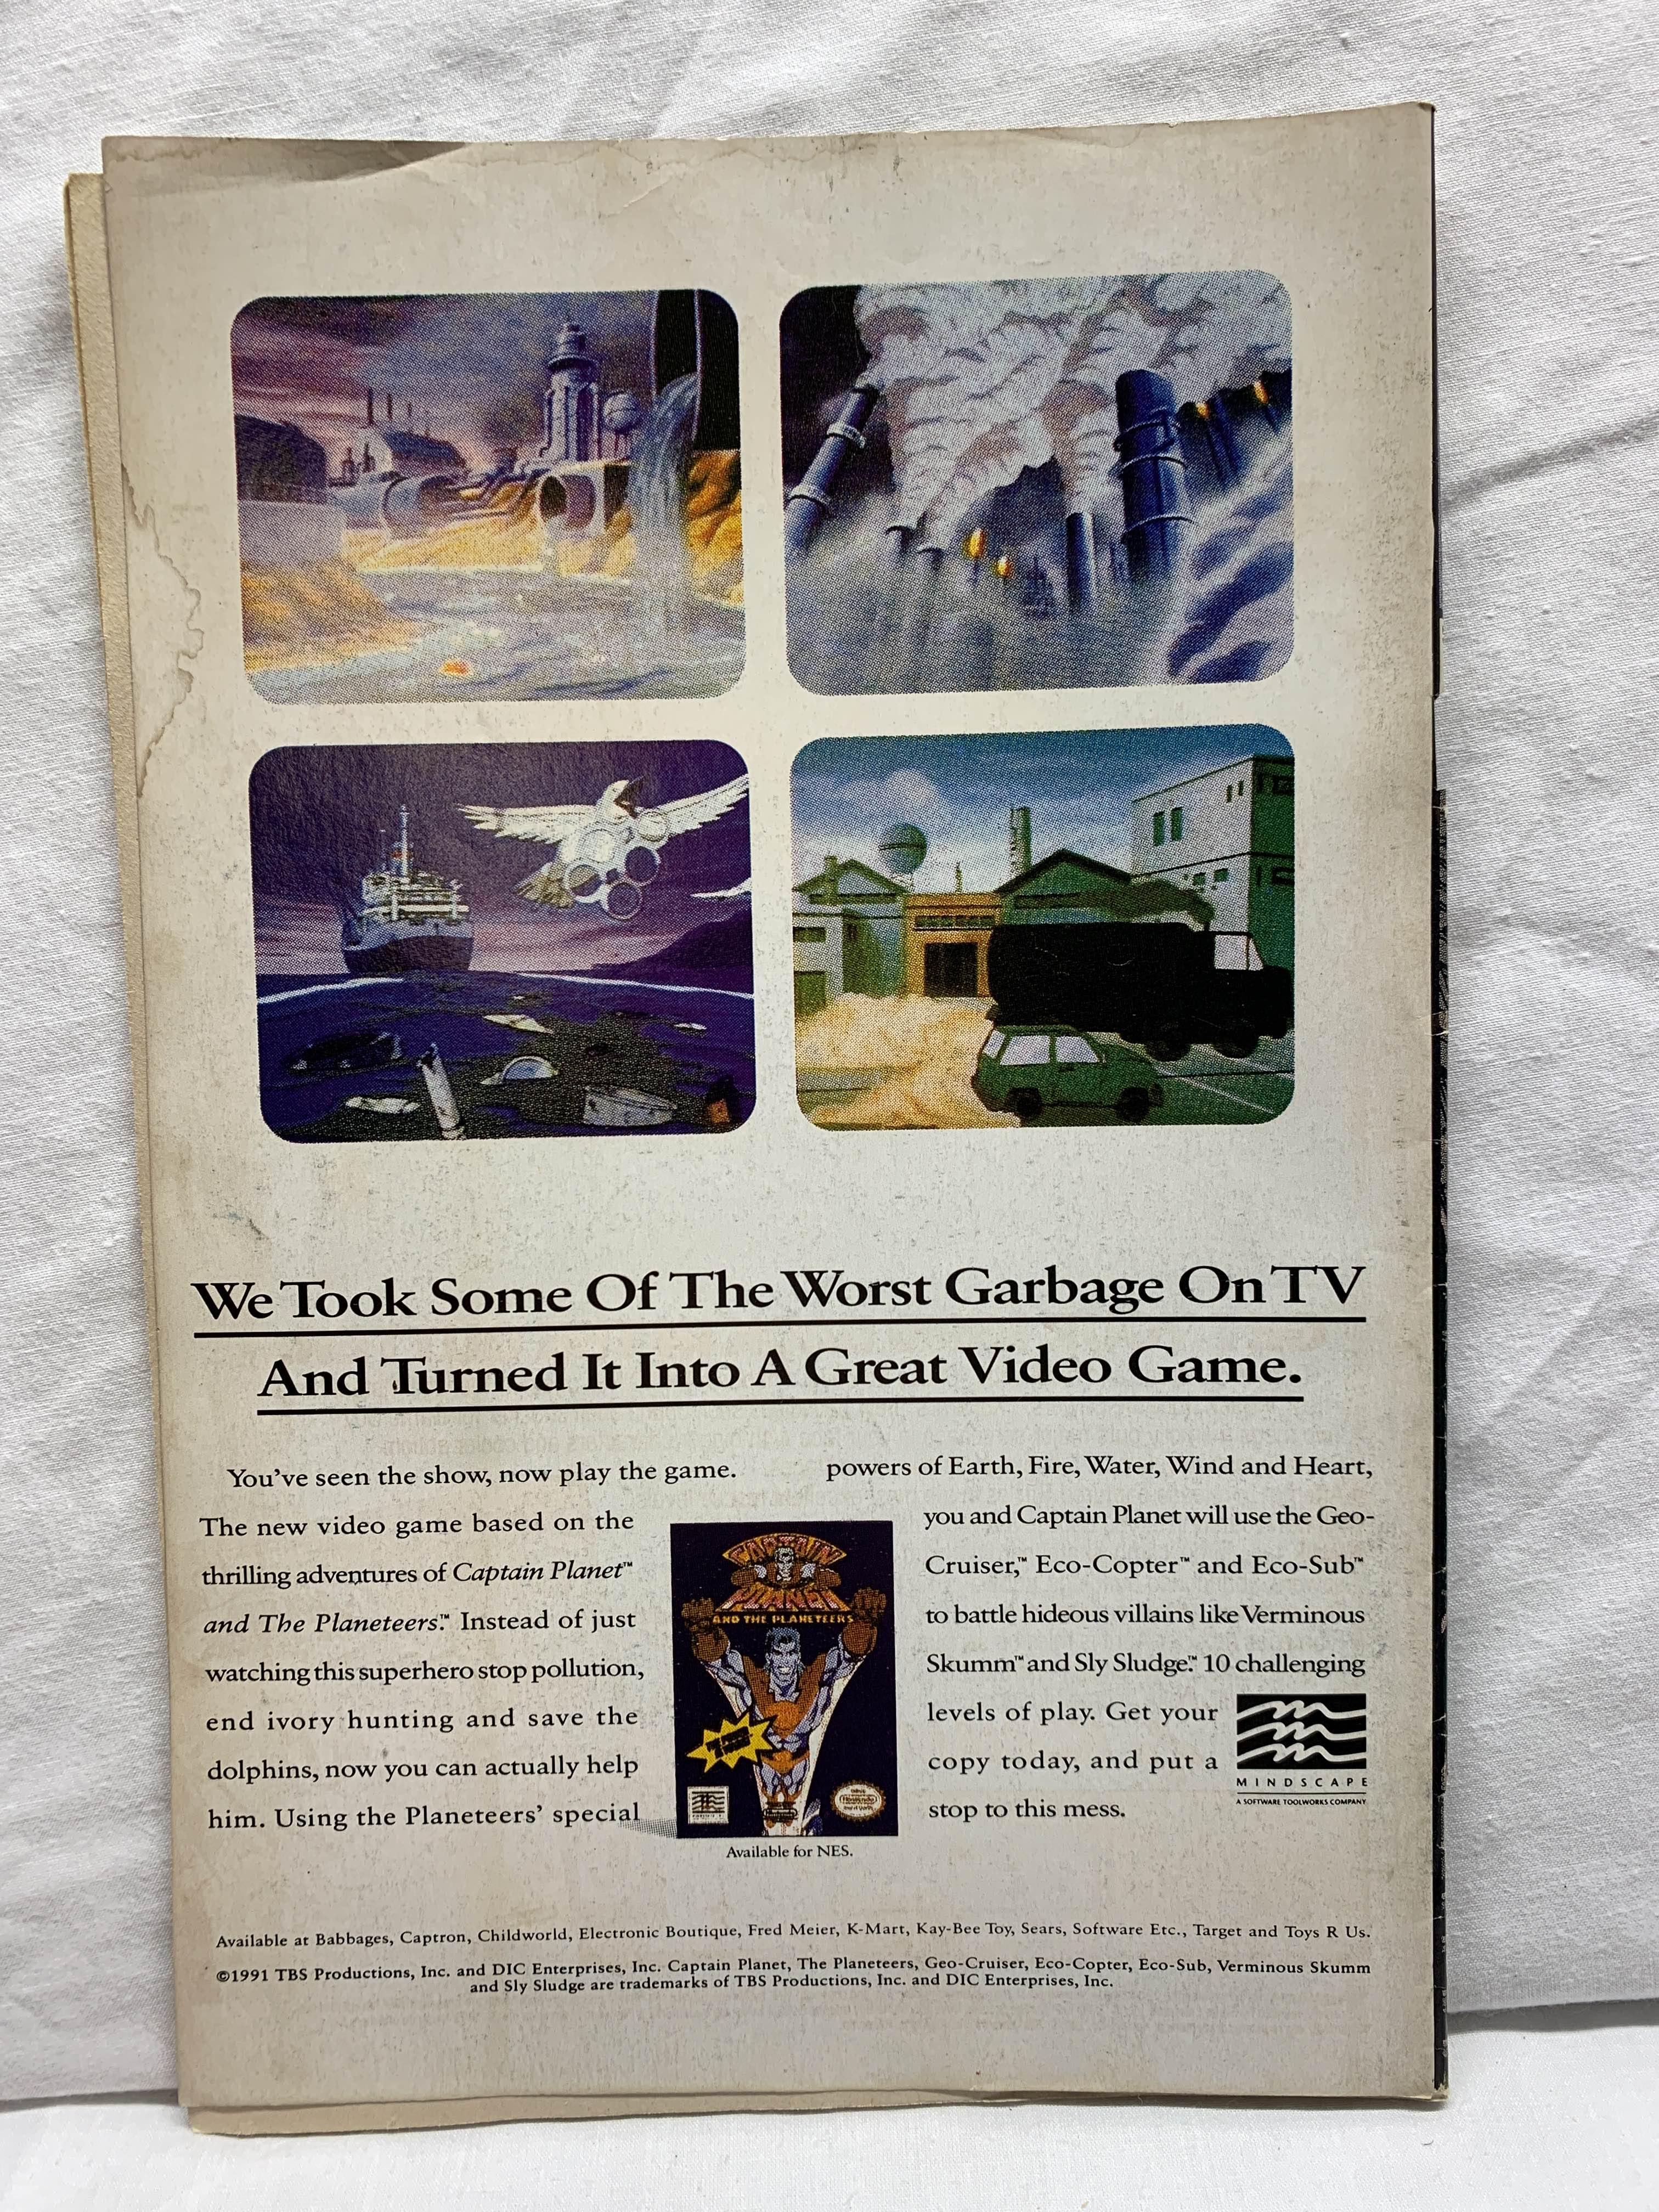 We Took Some Of The Worst Garbage On TV
And Turned It Into A Great Video Game.
You've seen the show, now play the game.
The new video game based on the
thrilling adventures of Captain Planet™
and The Planeteers.™ Instead of just
watching this superhero stop pollution,
end ivory hunting and save the
dolphins, now you can actually help
him. Using the Planeteers' special
CAPTAIN
PLANET
AND THE PLANETEERS
Available for NES.
powers of Earth, Fire, Water, Wind and Heart,
you and Captain Planet will use the Geo-
Cruiser,™ Eco-Copter™ and Eco-Sub™
to battle hideous villains like Verminous
Skumm™ and Sly Sludge.™ 10 challenging
levels of play. Get your
copy today, and put a
stop to this mess.
MINDSCAPE
A SOFTWARE TOOLWORKS COMPANY
Available at Babbages, Captron, Childworld, Electronic Boutique, Fred Meier, K-Mart, Kay-Bee Toy, Sears, Software Etc., Target and Toys R Us.
©1991 TBS Productions, Inc. and DIC Enterprises, Inc. Captain Planet, The Planeteers, Geo-Cruiser, Eco-Copter, Eco-Sub, Verminous Skumm
and Sly Sludge are trademarks of TBS Productions, Inc. and DIC Enterprises, Inc.